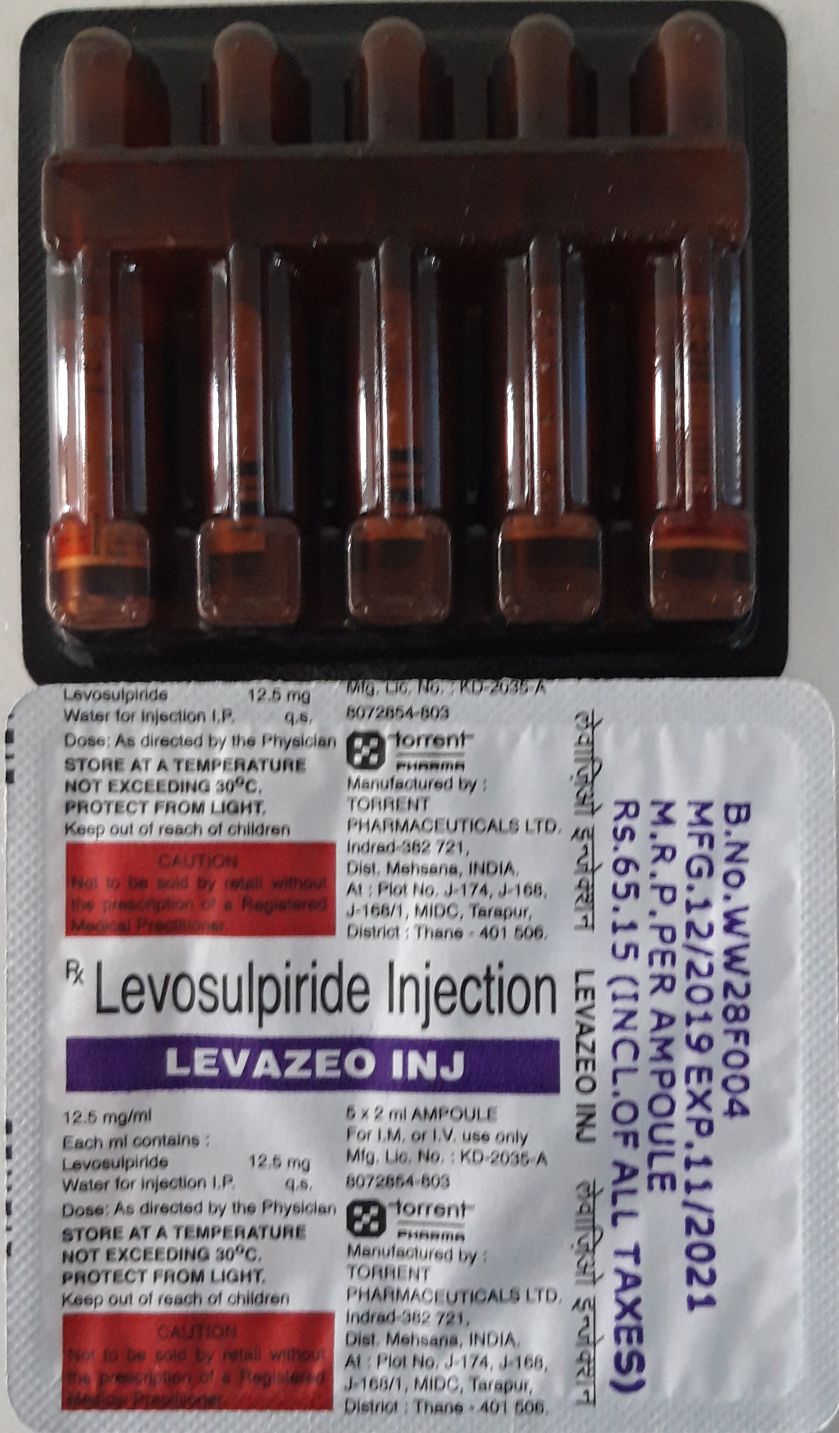 Levosulpiride 12.5 mg
Water for Injection I.P. q.s.
Dose: As directed by the Physician
STORE AT A TEMPERATURE
NOT EXCEEDING 30°C.
PROTECT FROM LIGHT.
Keep out of reach of children
CAUTION
Not to be sold by retail without
the prescription of a Registered
Medical Practitioner.
Mfg. Lic. No. : KD-2035-A
8072854-803
torrent
PHARMA
Manufactured by :
TORRENT
PHARMACEUTICALS LTD.
Indrad-382 721,
Dist. Mehsana, INDIA.
At : Plot No. J-174, J-168,
J-168/1, MIDC, Tarapur,
District : Thane - 401 506.
Rx Levosulpiride Injection
LEVAZEO INJ
12.5 mg/ml
Each ml contains :
Levosulpiride 12.5 mg
Water for Injection I.P. q.s.
Dose: As directed by the Physician
STORE AT A TEMPERATURE
NOT EXCEEDING 30°C.
PROTECT FROM LIGHT.
Keep out of reach of children
CAUTION
Not to be sold by retail without
the prescription of a Registered
Medical Practitioner.
5 x 2 ml AMPOULE
For I.M. or I.V. use only
Mfg. Lic. No. : KD-2035-A
8072854-803
torrent
PHARMA
Manufactured by :
TORRENT
PHARMACEUTICALS LTD.
Indrad-382 721,
Dist. Mehsana, INDIA.
At : Plot No. J-174, J-168,
J-168/1, MIDC, Tarapur,
District : Thane - 401 506.
लेवाज़िओ इन्जेक्शन LEVAZEO INJ लेवाज़िओ इन्जेक्शन
B.No.WW28F004
MFG.12/2019 EXP.11/2021
M.R.P.PER AMPOULE
Rs.65.15 (INCL.OF ALL TAXES)